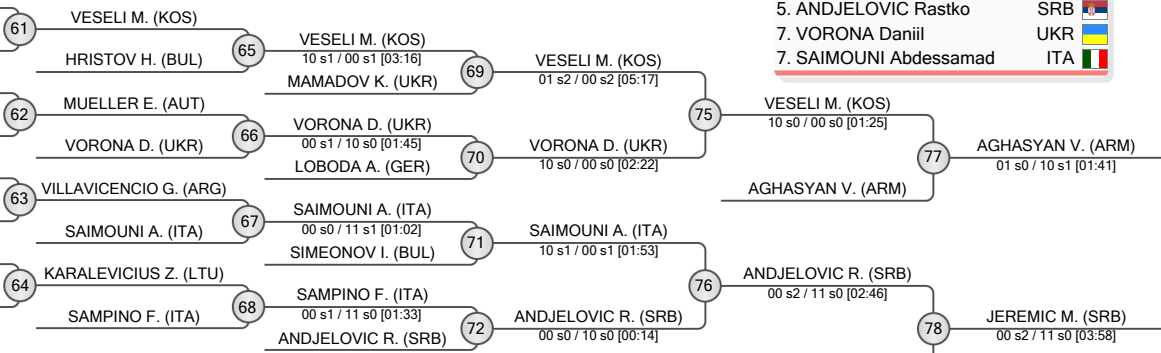 61
VESELI M. (KOS)
HRISTOV H. (BUL)
62
MUELLER E. (AUT)
VORONA D. (UKR)
63
VILLAVICENCIO G. (ARG)
SAIMOUNI A. (ITA)
64
KARALEVICIUS Z. (LTU)
SAMPINO F. (ITA)
65
VESELI M. (KOS)
10 s1 / 00 s1 [03:16]
MAMADOV K. (UKR)
66
VORONA D. (UKR)
00 s1 / 10 s0 [01:45]
LOBODA A. (GER)
67
SAIMOUNI A. (ITA)
00 s0 / 11 s1 [01:02]
SIMEONOV I. (BUL)
68
SAMPINO F. (ITA)
00 s1 / 11 s0 [01:33]
ANDJELOVIC R. (SRB)
69
VESELI M. (KOS)
01 s2 / 00 s2 [05:17]
70
VORONA D. (UKR)
10 s0 / 00 s0 [02:22]
71
SAIMOUNI A. (ITA)
10 s1 / 00 s1 [01:53]
72
ANDJELOVIC R. (SRB)
00 s0 / 10 s0 [00:14]
75
VESELI M. (KOS)
10 s0 / 00 s0 [01:25]
AGHASYAN V. (ARM)
76
ANDJELOVIC R. (SRB)
00 s2 / 11 s0 [02:46]
77
AGHASYAN V. (ARM)
01 s0 / 10 s1 [01:41]
78
JEREMIC M. (SRB)
00 s2 / 11 s0 [03:58]
5. ANDJELOVIC Rastko SRB
7. VORONA Daniil UKR
7. SAIMOUNI Abdessamad ITA